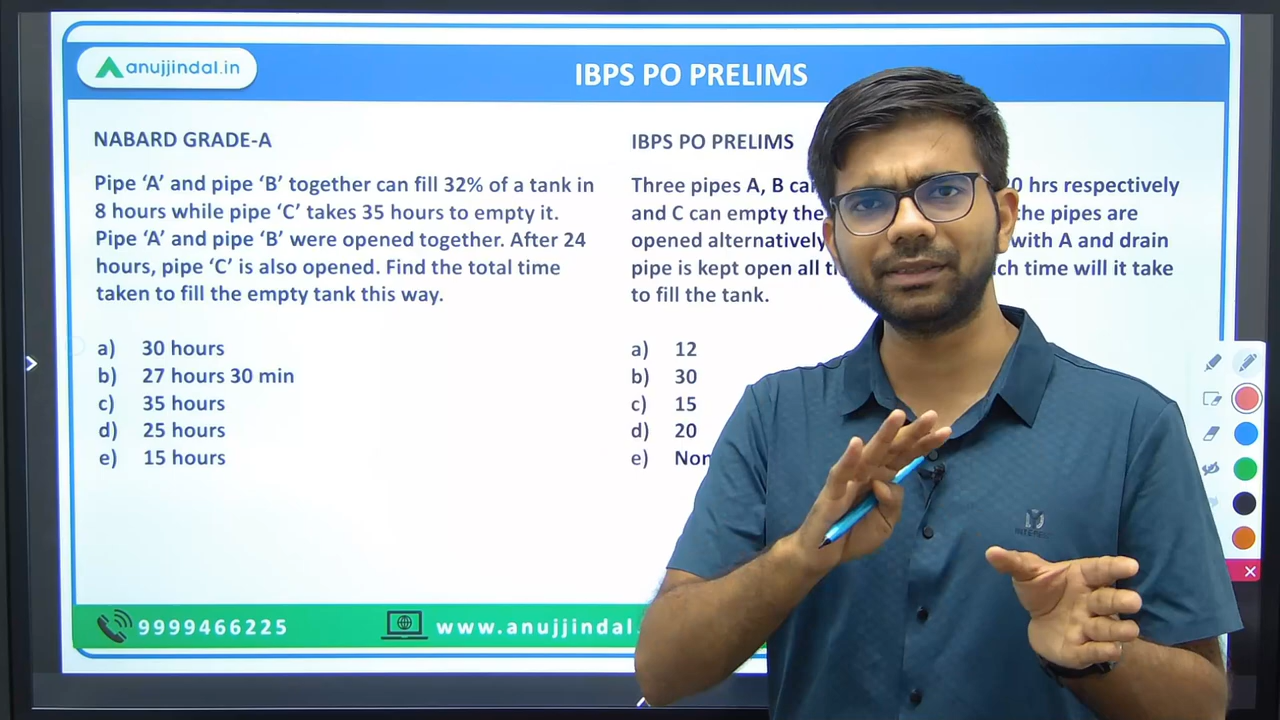 anujjindal.in
IBPS PO PRELIMS
NABARD GRADE-A
Pipe ‘A’ and pipe ‘B’ together can fill 32% of a tank in
8 hours while pipe ‘C’ takes 35 hours to empty it.
Pipe ‘A’ and pipe ‘B’ were opened together. After 24
hours, pipe ‘C’ is also opened. Find the total time
taken to fill the empty tank this way.
a) 30 hours
b) 27 hours 30 min
c) 35 hours
d) 25 hours
e) 15 hours
IBPS PO PRELIMS
Three pipes A, B hrs respectively
and C can empty the the pipes are
opened alternatively with A and drain
pipe is kept open all time will it take
to fill the tank.
a) 12
b) 30
c) 15
d) 20
e)
9999466225
www.anujjindal.